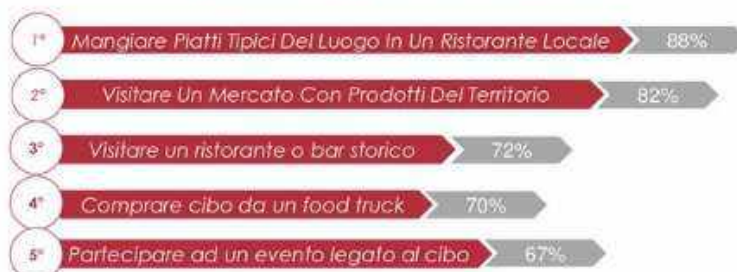 1° Mangiare Piatti Tipici Del Luogo In Un Ristorante Locale 88%
2° Visitare Un Mercato Con Prodotti Del Territorio 82%
3° Visitare un ristorante o bar storico 72%
4° Comprare cibo da un food truck 70%
5° Partecipare ad un evento legato al cibo 67%